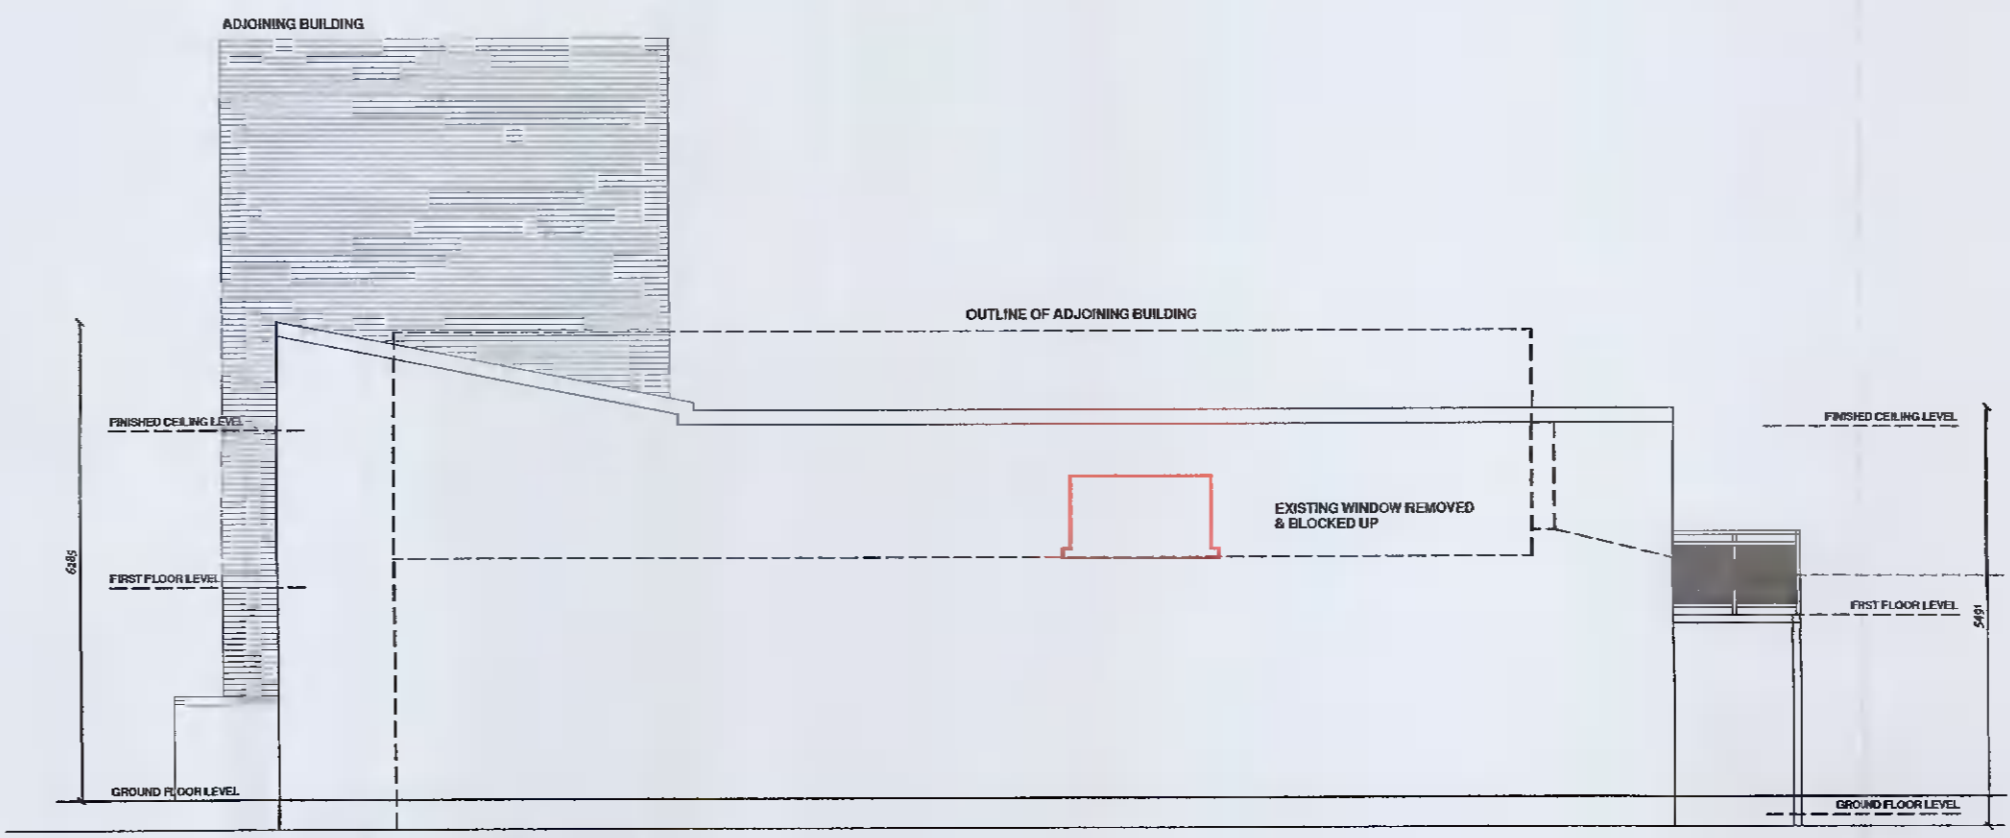 ADJOINING BUILDING
OUTLINE OF ADJOINING BUILDING
FINISHED CEILING LEVEL
FINISHED CEILING LEVEL
EXISTING WINDOW REMOVED
& BLOCKED UP
6285
FIRST FLOOR LEVEL
FIRST FLOOR LEVEL
5491
GROUND FLOOR LEVEL
GROUND FLOOR LEVEL